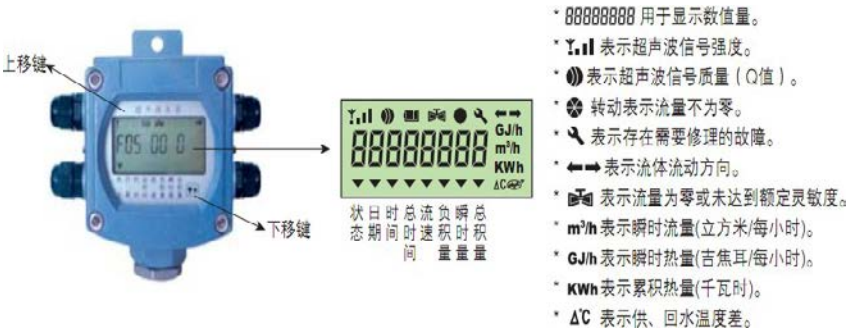 上移键
F05 00 0
下移键
GJ/h
88888888 m³/h
KWh
ΔC
状态 日期 时间 总时间 流速 负积量 瞬时量 总积量
* 88888888 用于显示数值量。
* 表示超声波信号强度。
* 表示超声波信号质量(Q值)。
* 转动表示流量不为零。
* 表示存在需要修理的故障。
* 表示流体流动方向。
* 表示流量为零或未达到额定灵敏度。
* m³/h 表示瞬时流量(立方米/每小时)。
* GJ/h 表示瞬时热量(吉焦耳/每小时)。
* KWh 表示累积热量(千瓦时)。
* Δ℃ 表示供、回水温度差。